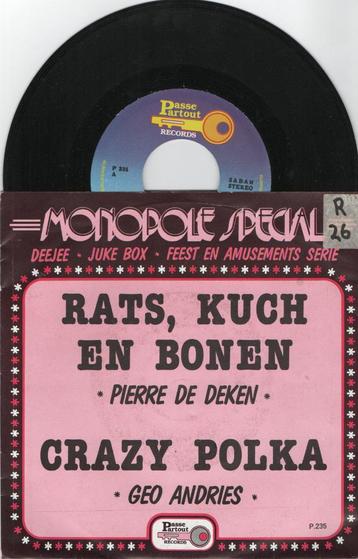 Passe
Partout
RECORDS
P 235
A
SABAM
STEREO
MONOPOLE SPECIAL
R
26
DEEJEE - JUKE BOX - FEEST EN AMUSEMENTS SERIE
RATS, KUCH
EN BONEN
* PIERRE DE DEKEN *
CRAZY POLKA
* GEO ANDRIES *
Passe
Partout
RECORDS
P.235